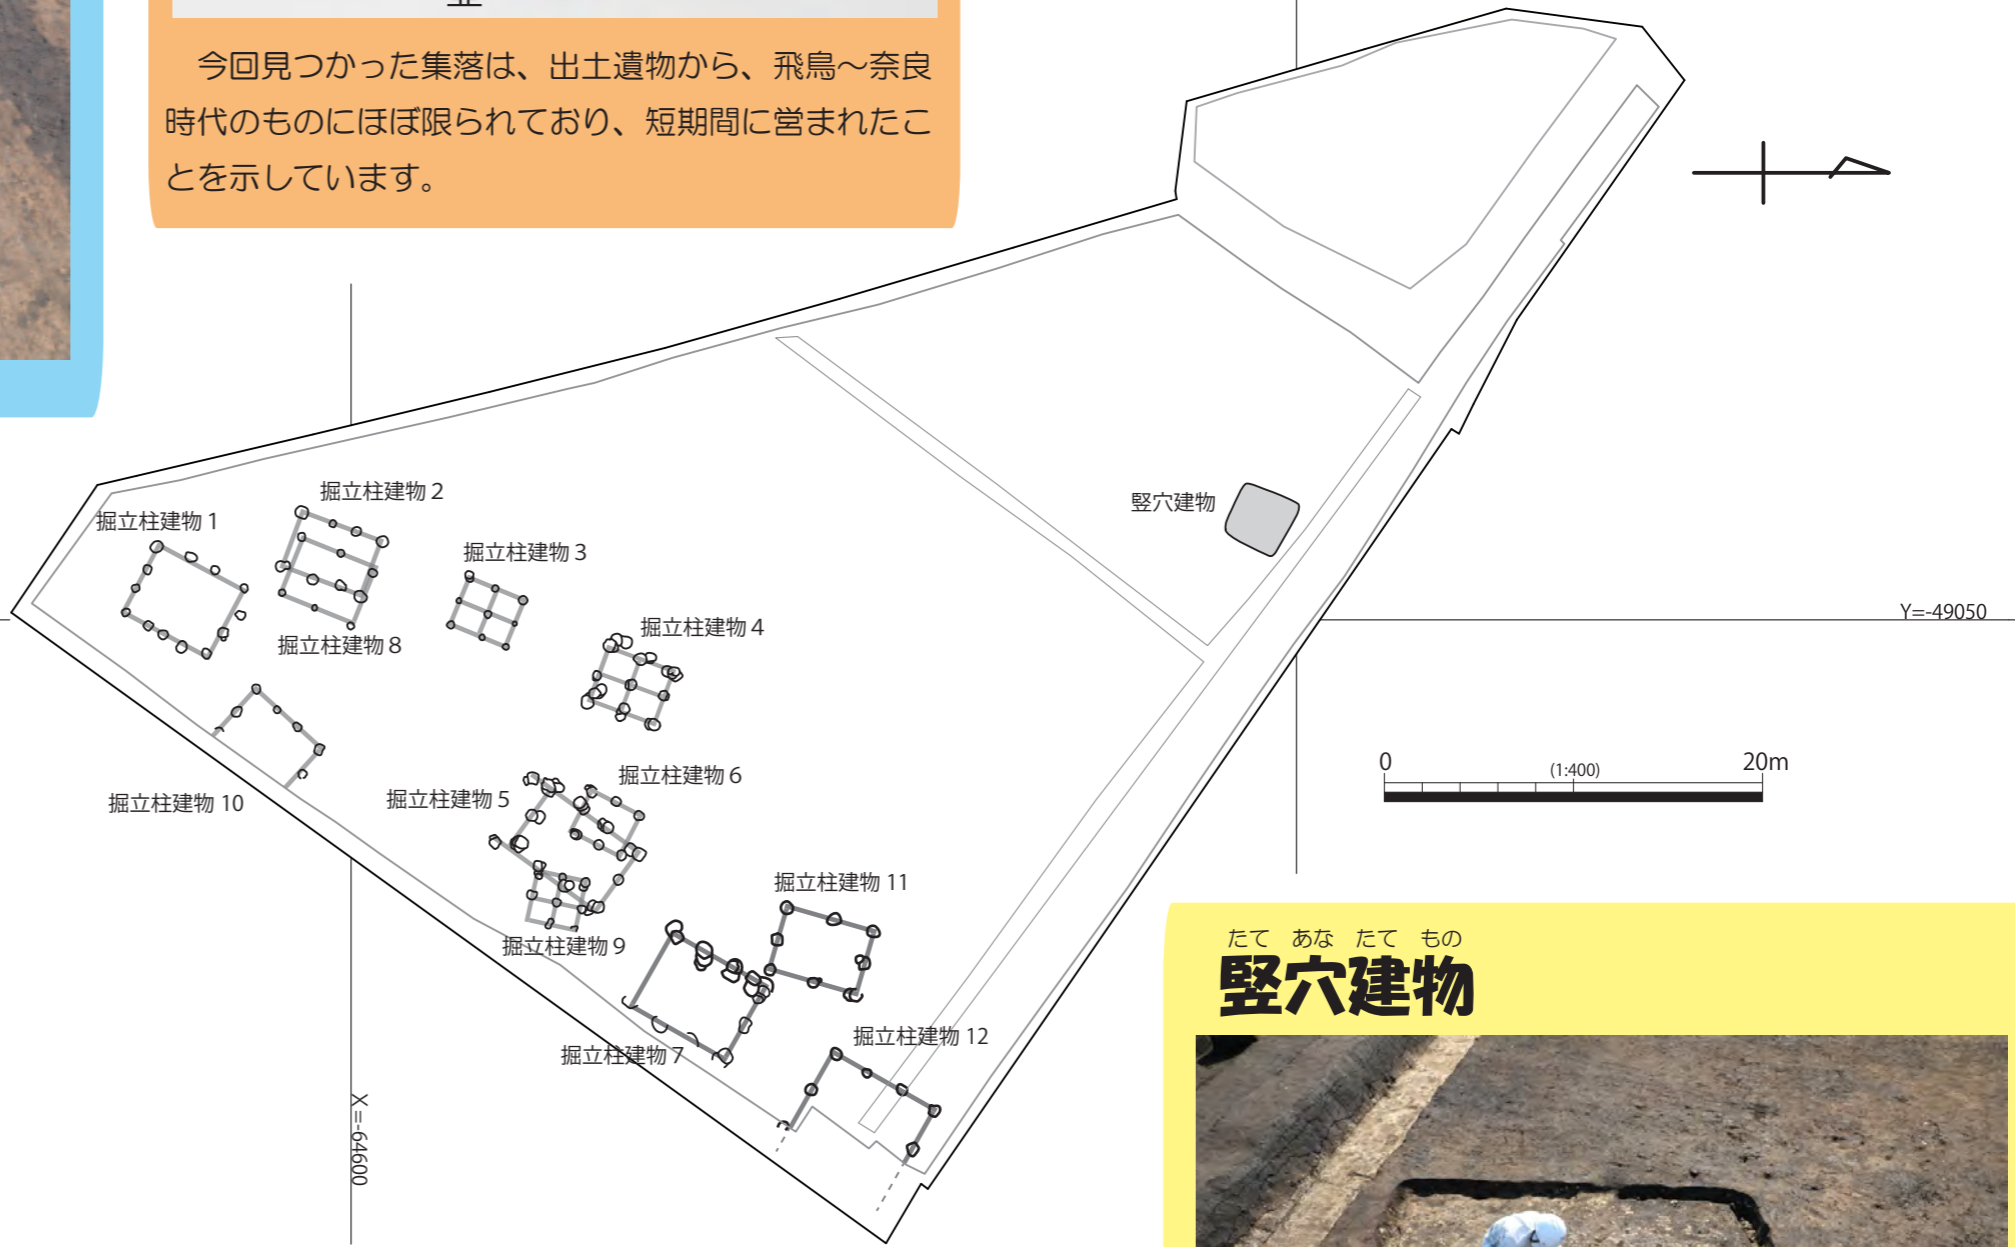 今回見つかった集落は、出土遺物から、飛鳥～奈良
時代のものにほぼ限られており、短期間に営まれたこ
とを示しています。
掘立柱建物 2
掘立柱建物 1
掘立柱建物 3
掘立柱建物 8
掘立柱建物 4
竪穴建物
Y=-49050
掘立柱建物 10
掘立柱建物 5
掘立柱建物 6
0
(1:400)
20m
掘立柱建物 9
掘立柱建物 11
掘立柱建物 7
掘立柱建物 12
X=-64600
たて あな たて もの
竪穴建物